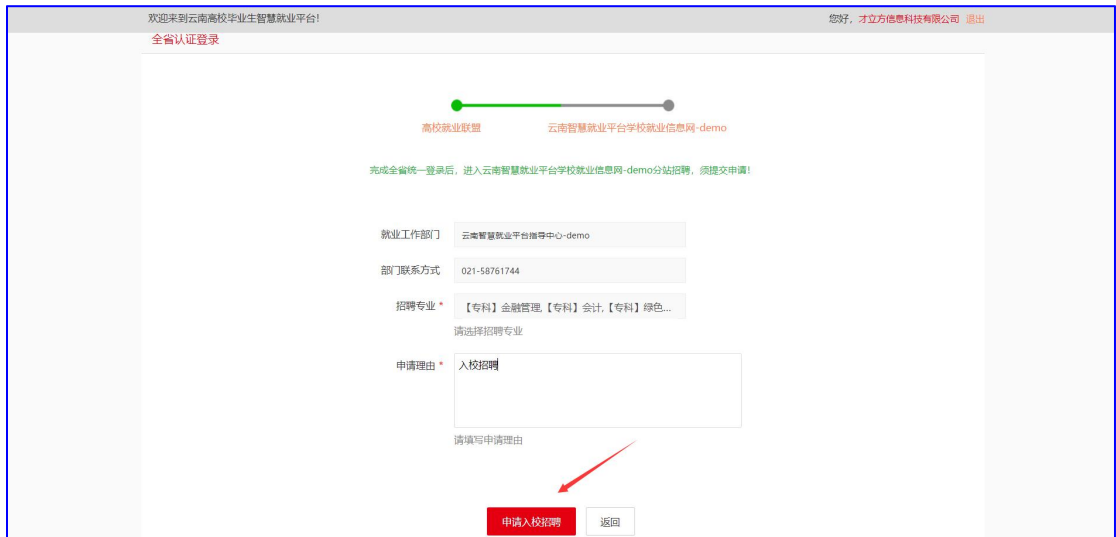 欢迎来到云南高校毕业生智慧就业平台！ 您好，才立方信息科技有限公司 退出
全省认证登录
高校就业联盟 云南智慧就业平台学校就业信息网-demo
完成全省统一登录后，进入云南智慧就业平台学校就业信息网-demo分站招聘，须提交申请！
就业工作部门 云南智慧就业平台指导中心-demo
部门联系方式 021-58761744
招聘专业 * 【专科】金融管理,【专科】会计,【专科】绿色...
请选择招聘专业
申请理由 * 入校招聘
请填写申请理由
申请入校招聘 返回